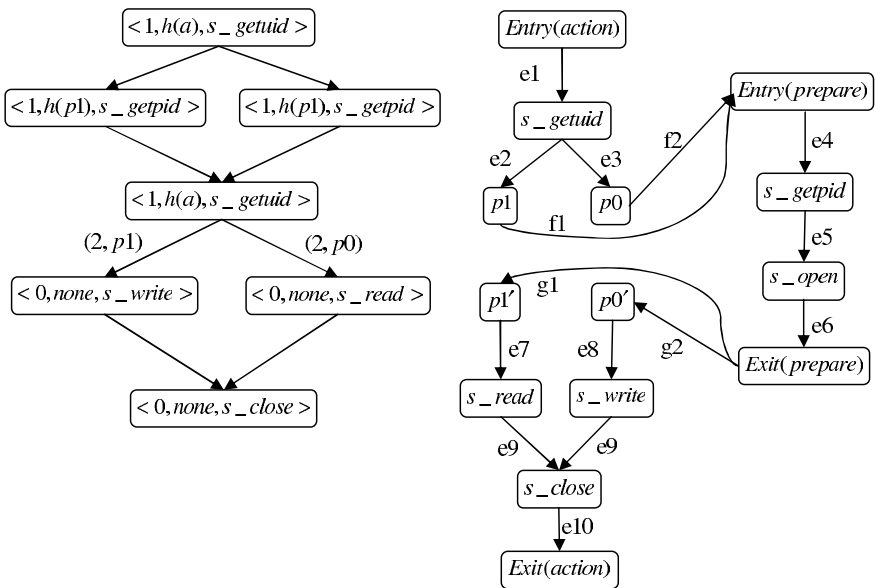 < 1, h(a), s_getuid >
< 1, h(p1), s_getpid >
< 1, h(p1), s_getpid >
< 1, h(a), s_getuid >
(2, p1)
(2, p0)
< 0, none, s_write >
< 0, none, s_read >
< 0, none, s_close >
Entry(action)
e1
s_getuid
e2
e3
f2
p1
p0
f1
Entry(prepare)
e4
s_getpid
e5
s_open
e6
Exit(prepare)
g1
g2
p1′
p0′
e7
e8
s_read
s_write
e9
e9
s_close
e10
Exit(action)